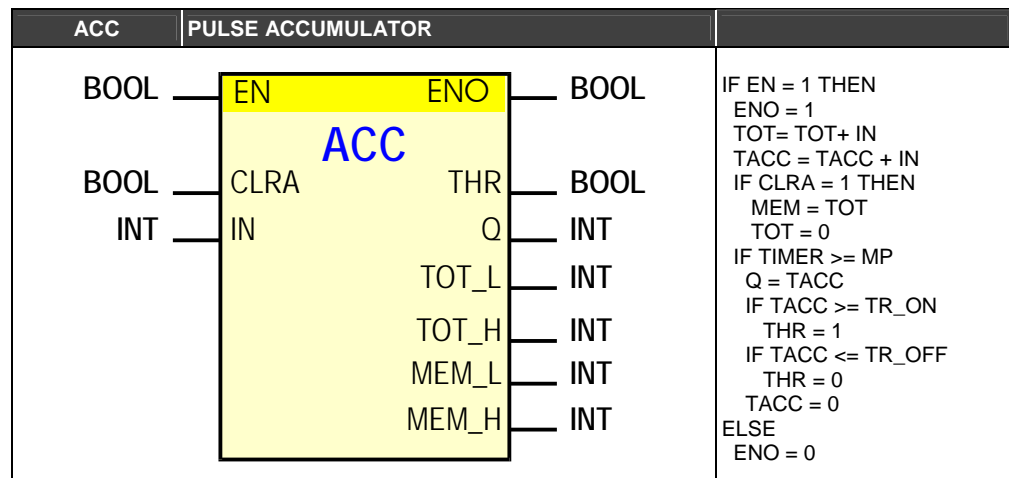 ACC PULSE ACCUMULATOR
BOOL EN ENO BOOL
ACC
BOOL CLRA THR BOOL
INT IN Q INT
TOT_L INT
TOT_H INT
MEM_L INT
MEM_H INT
IF EN = 1 THEN
ENO = 1
TOT= TOT+ IN
TACC = TACC + IN
IF CLRA = 1 THEN
MEM = TOT
TOT = 0
IF TIMER >= MP
Q = TACC
IF TACC >= TR_ON
THR = 1
IF TACC <= TR_OFF
THR = 0
TACC = 0
ELSE
ENO = 0